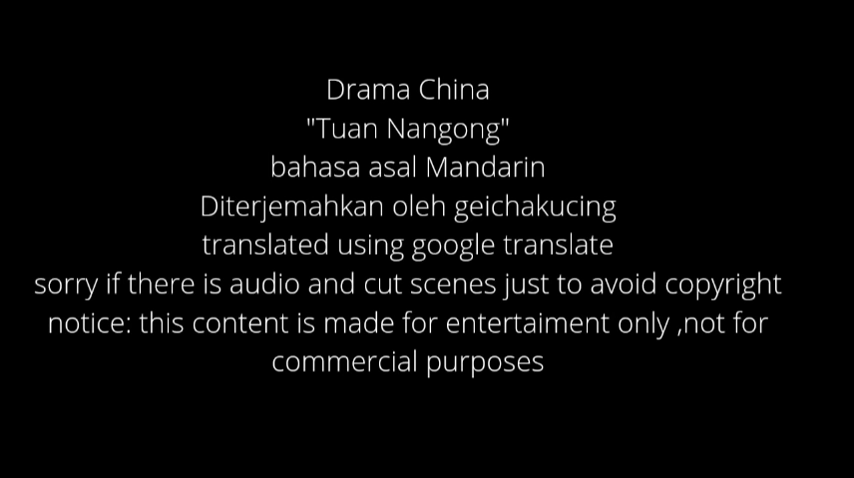 Drama China
"Tuan Nangong"
bahasa asal Mandarin
Diterjemahkan oleh geichakucing
translated using google translate
sorry if there is audio and cut scenes just to avoid copyright
notice: this content is made for entertaiment only ,not for
commercial purposes